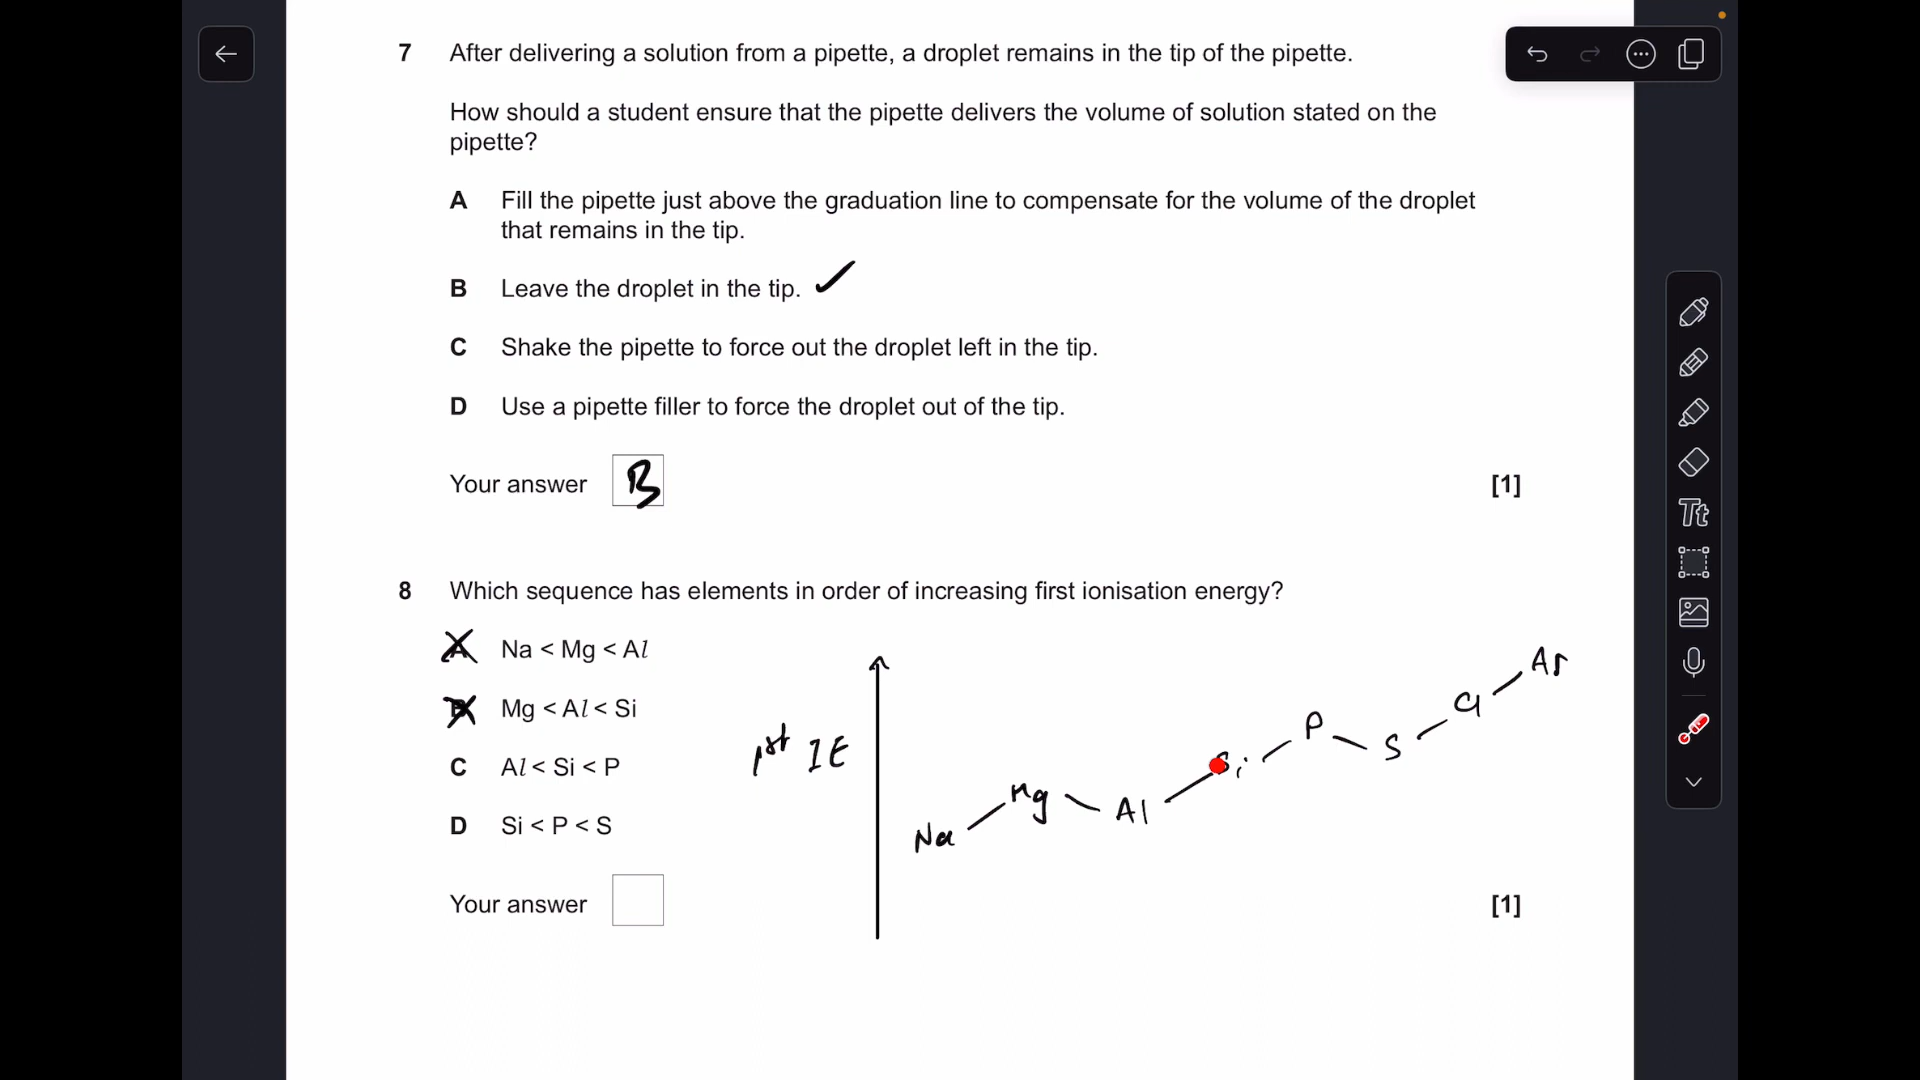 7 After delivering a solution from a pipette, a droplet remains in the tip of the pipette.
How should a student ensure that the pipette delivers the volume of solution stated on the
pipette?
A Fill the pipette just above the graduation line to compensate for the volume of the droplet
that remains in the tip.
B Leave the droplet in the tip. ✓
C Shake the pipette to force out the droplet left in the tip.
D Use a pipette filler to force the droplet out of the tip.
Your answer B [1]
8 Which sequence has elements in order of increasing first ionisation energy?
A Na < Mg < Al
B Mg < Al < Si
C Al < Si < P
D Si < P < S
Your answer [1]
1st IE
Na Mg Al Si P S Cl Ar
Tt